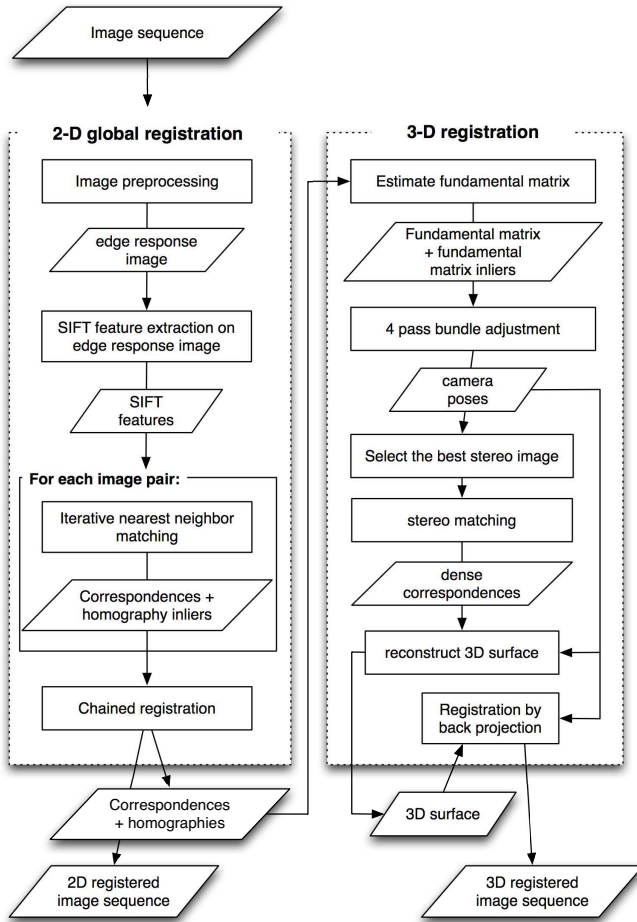 Image sequence
2-D global registration
Image preprocessing
edge response
image
SIFT feature extraction on
edge response image
SIFT
features
For each image pair:
Iterative nearest neighbor
matching
Correspondences +
homography inliers
Chained registration
Correspondences
+ homographies
2D registered
image sequence
3-D registration
Estimate fundamental matrix
Fundamental matrix
+ fundamental
matrix inliers
4 pass bundle adjustment
camera
poses
Select the best stereo image
stereo matching
dense
correspondences
reconstruct 3D surface
Registration by
back projection
3D surface
3D registered
image sequence